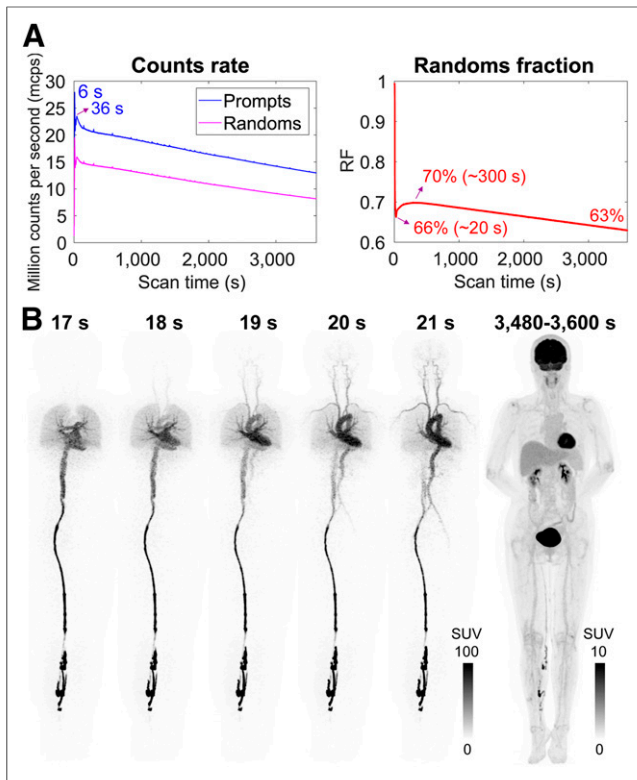 A
Counts rate
Randoms fraction
Million counts per second (mcps)
30
25
20
15
10
5
0
6 s
36 s
Prompts
Randoms
0 1,000 2,000 3,000
Scan time (s)
RF
1
0.9
0.8
0.7
0.6
70% (~300 s)
66% (~20 s)
63%
0 1,000 2,000 3,000
Scan time (s)
B
17 s 18 s 19 s 20 s 21 s 3,480-3,600 s
SUV
100
0
SUV
10
0